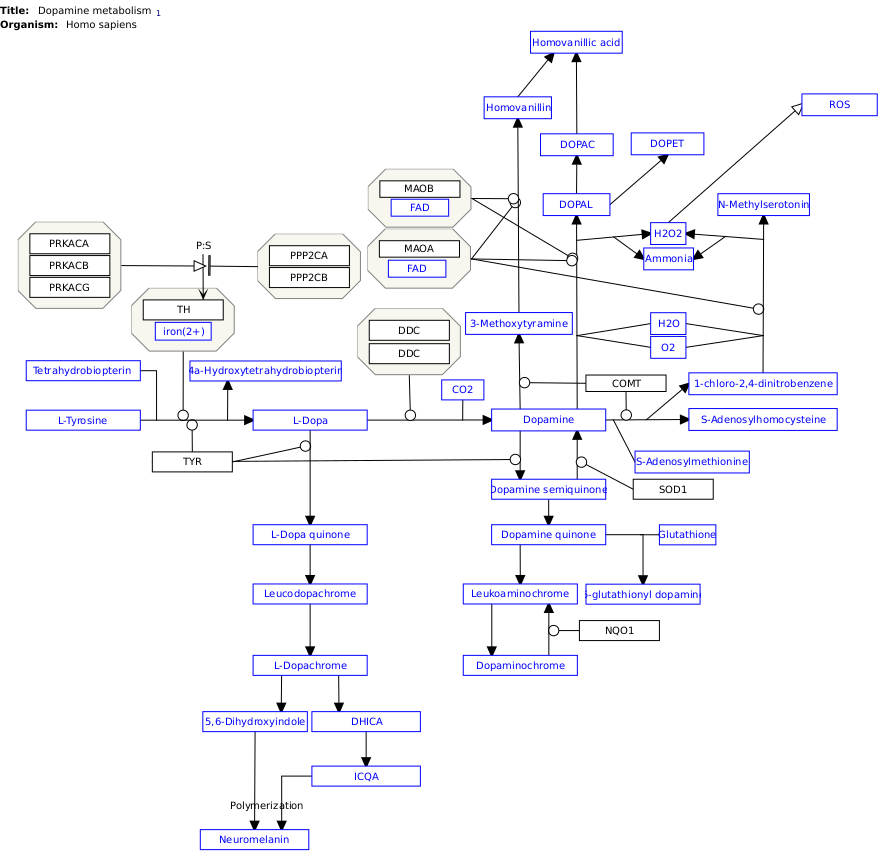 Title: Dopamine metabolism 1
Organism: Homo sapiens
Homovanillic acid
Homovanillin
ROS
DOPAC
DOPET
MAOB
FAD
DOPAL
N-Methylserotonin
PRKACA
PRKACB
PRKACG
P:S
PPP2CA
PPP2CB
MAOA
FAD
H2O2
Ammonia
TH
iron(2+)
DDC
DDC
3-Methoxytyramine
H2O
O2
Tetrahydrobiopterin
4a-Hydroxytetrahydrobiopterin
CO2
COMT
1-chloro-2,4-dinitrobenzene
L-Tyrosine
L-Dopa
Dopamine
S-Adenosylhomocysteine
TYR
S-Adenosylmethionine
Dopamine semiquinone
SOD1
L-Dopa quinone
Dopamine quinone
Glutathione
Leucodopachrome
Leukoaminochrome
5-glutathionyl dopamine
NQO1
L-Dopachrome
Dopaminochrome
5,6-Dihydroxyindole
DHICA
ICQA
Polymerization
Neuromelanin